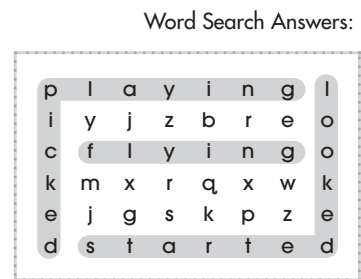 Word Search Answers:
p l a y i n g l
i y j z b r e o
c f l y i n g o
k m x r q x w k
e j g s k p z e
d s t a r t e d